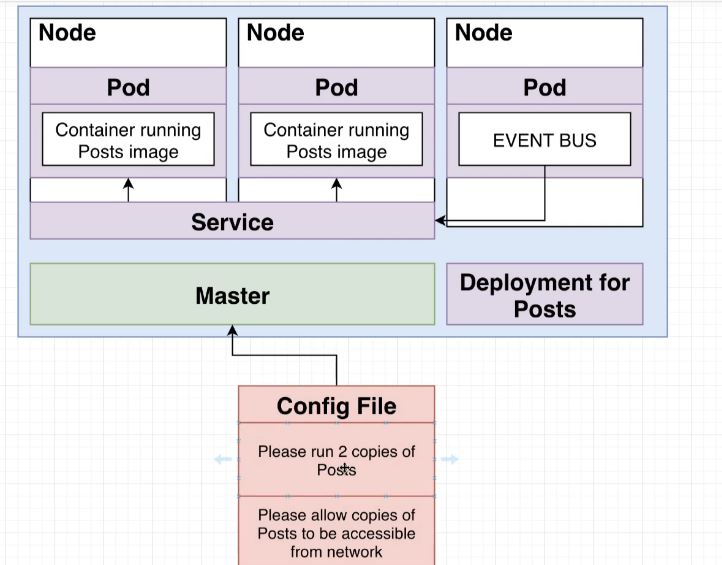 Node
Node
Node
Pod
Pod
Pod
Container running
Posts image
Container running
Posts image
EVENT BUS
Service
Master
Deployment for
Posts
Config File
Please run 2 copies of
Posts
Please allow copies of
Posts to be accessible
from network